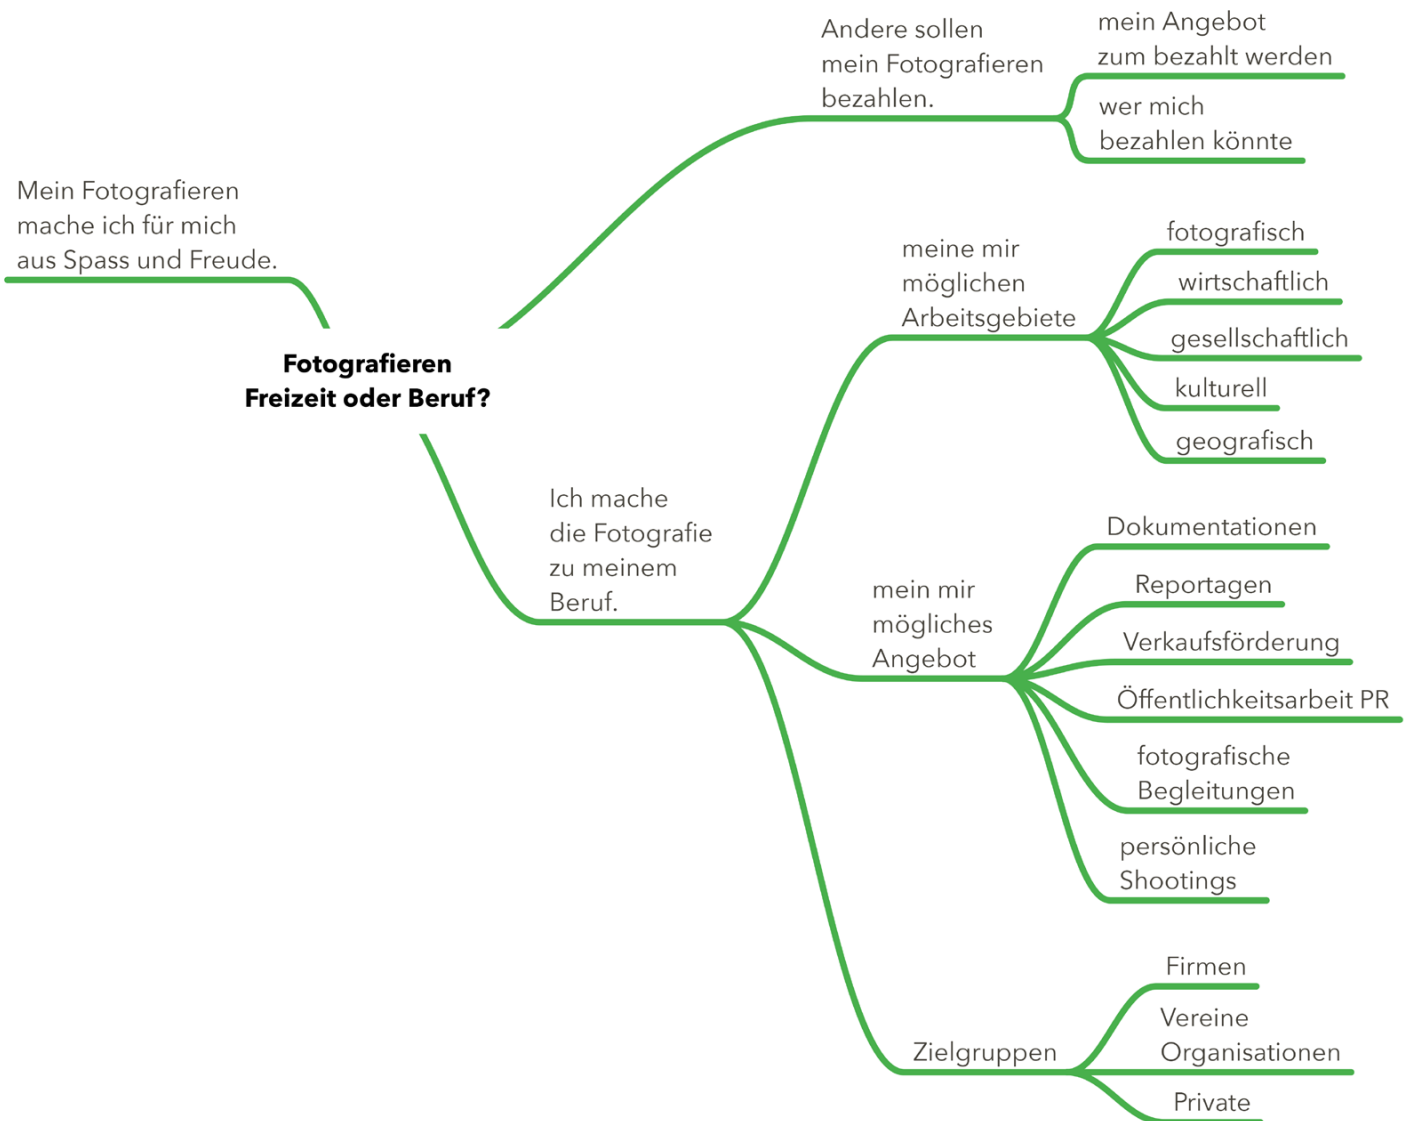 Mein Fotografieren
mache ich für mich
aus Spass und Freude.
Fotografieren
Freizeit oder Beruf?
Andere sollen
mein Fotografieren
bezahlen.
mein Angebot
zum bezahlt werden
wer mich
bezahlen könnte
Ich mache
die Fotografie
zu meinem
Beruf.
meine mir
möglichen
Arbeitsgebiete
fotografisch
wirtschaftlich
gesellschaftlich
kulturell
geografisch
mein mir
mögliches
Angebot
Dokumentationen
Reportagen
Verkaufsförderung
Öffentlichkeitsarbeit PR
fotografische
Begleitungen
persönliche
Shootings
Zielgruppen
Firmen
Vereine
Organisationen
Private